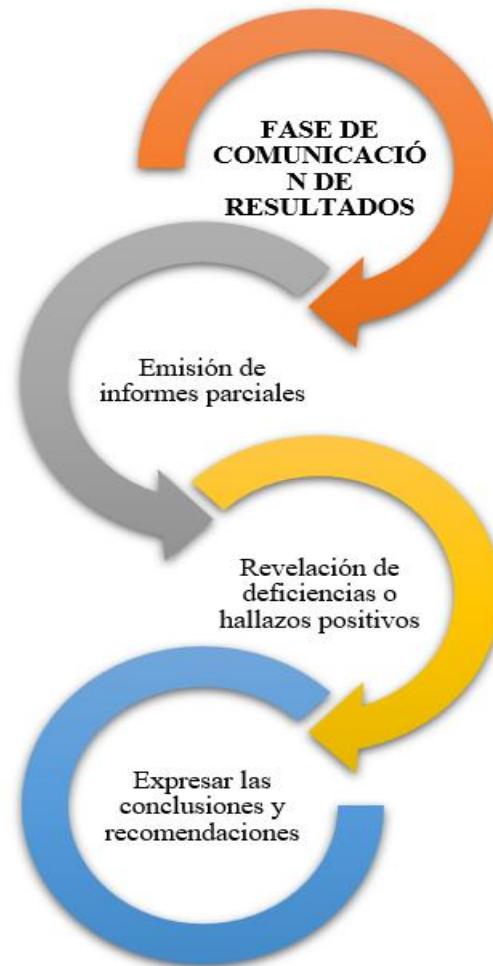 FASE DE
COMUNICACIÓ
N DE
RESULTADOS
Emisión de
informes parciales
Revelación de
deficiencias o
hallazos positivos
Expresar las
conclusiones y
recomendaciones